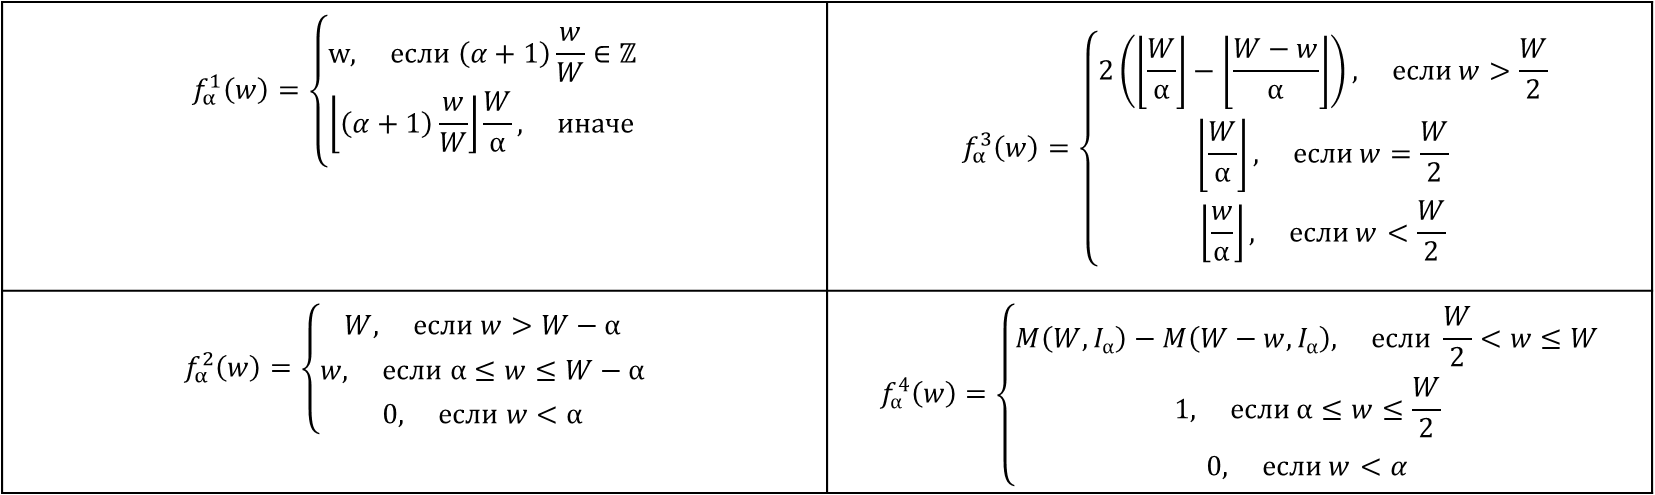 f_α^1(w) = { w, если (α + 1) w/W ∈ ℤ
⌊(α + 1) w/W⌋ W/α, иначе
f_α^3(w) = { 2(⌊W/α⌋ − ⌊(W − w)/α⌋), если w > W/2
⌊W/α⌋, если w = W/2
⌊w/α⌋, если w < W/2
f_α^2(w) = { W, если w > W − α
w, если α ≤ w ≤ W − α
0, если w < α
f_α^4(w) = { M(W, I_α) − M(W − w, I_α), если W/2 < w ≤ W
1, если α ≤ w ≤ W/2
0, если w < α